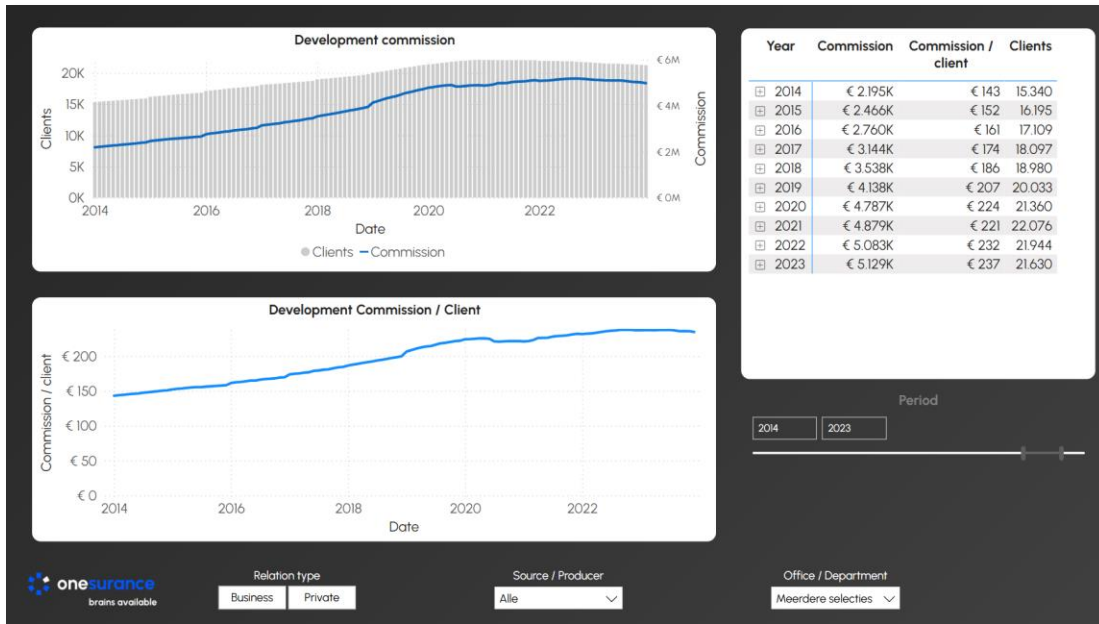 Development commission
20K
15K
10K
5K
0K
Clients
€ 6M
€ 4M
€ 2M
€ 0M
Commission
2014 2016 2018 2020 2022
Date
Clients Commission
Development Commission / Client
€ 200
€ 150
€ 100
€ 50
€ 0
Commission / client
2014 2016 2018 2020 2022
Date
Year Commission Commission / client Clients
2014 € 2.195K € 143 15.340
2015 € 2.466K € 152 16.195
2016 € 2.760K € 161 17.109
2017 € 3.144K € 174 18.097
2018 € 3.538K € 186 18.980
2019 € 4.138K € 207 20.033
2020 € 4.787K € 224 21.360
2021 € 4.879K € 221 22.076
2022 € 5.083K € 232 21.944
2023 € 5.129K € 237 21.630
Period
2014 2023
onesurance
brains available
Relation type
Business Private
Source / Producer
Alle
Office / Department
Meerdere selecties